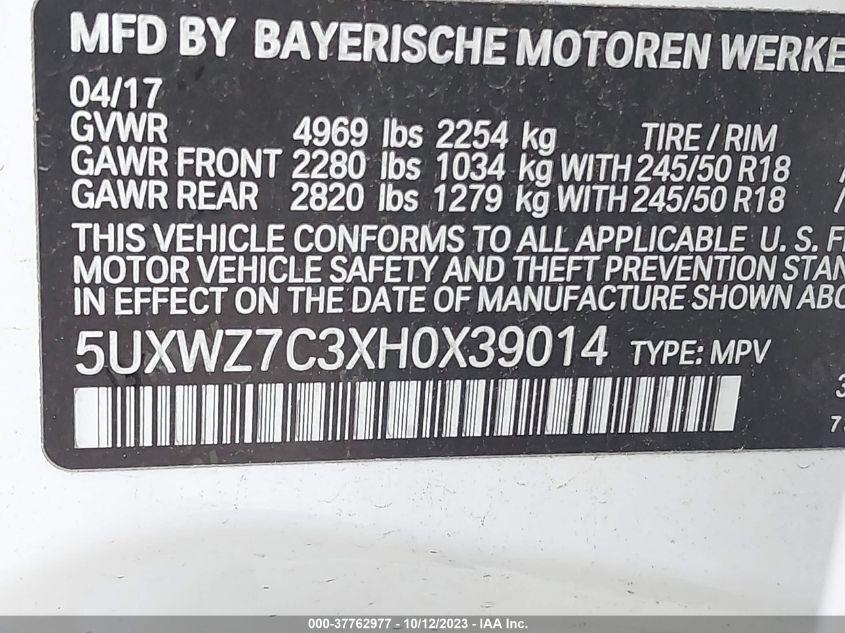 MFD BY BAYERISCHE MOTOREN WERKE
04/17
GVWR 4969 lbs 2254 kg TIRE / RIM
GAWR FRONT 2280 lbs 1034 kg WITH 245/50 R18
GAWR REAR 2820 lbs 1279 kg WITH 245/50 R18
THIS VEHICLE CONFORMS TO ALL APPLICABLE U. S. 
MOTOR VEHICLE SAFETY AND THEFT PREVENTION
IN EFFECT ON THE DATE OF MANUFACTURE SHOWN
5UXWZ7C3XH0X39014 TYPE: MPV
000-37762977 - 10/12/2023 - IAA Inc.